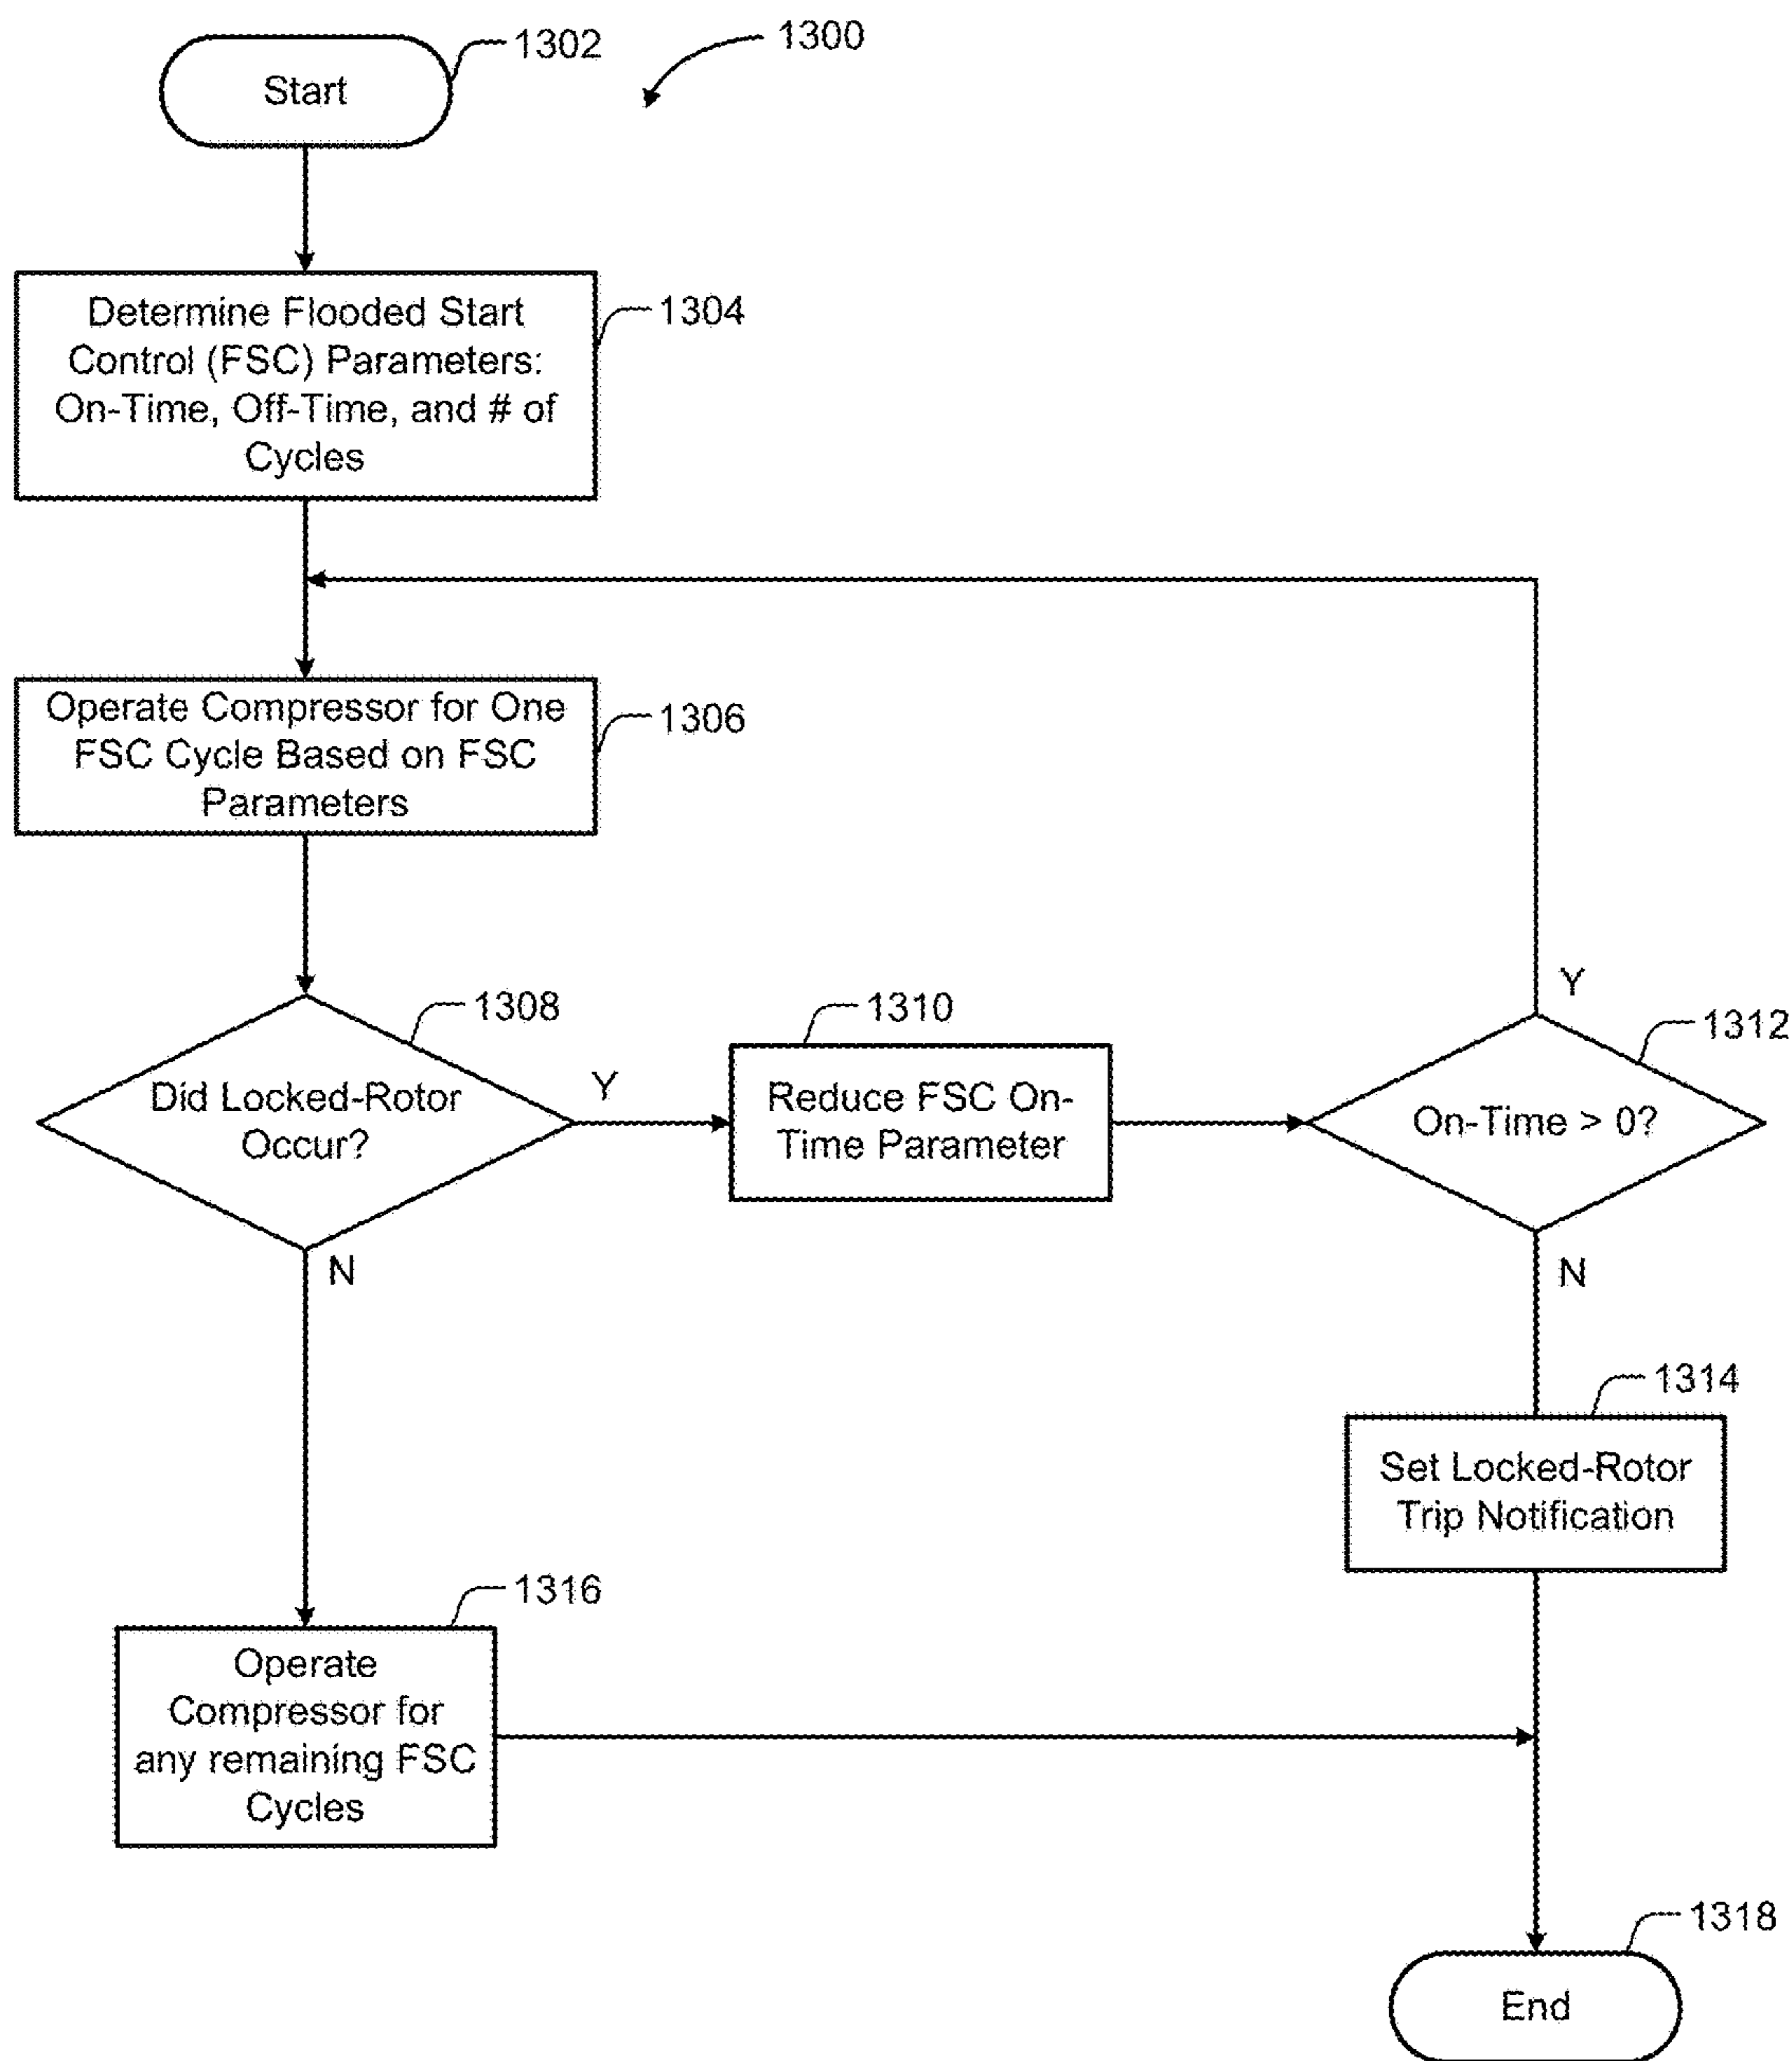 Start
1302
1300
Determine Flooded Start
Control (FSC) Parameters:
On-Time, Off-Time, and # of
Cycles
1304
Operate Compressor for One
FSC Cycle Based on FSC
Parameters
1306
Did Locked-Rotor
Occur?
1308
Y
N
Reduce FSC On-
Time Parameter
1310
On-Time > 0?
1312
Y
N
Set Locked-Rotor
Trip Notification
1314
Operate
Compressor for
any remaining FSC
Cycles
1316
End
1318